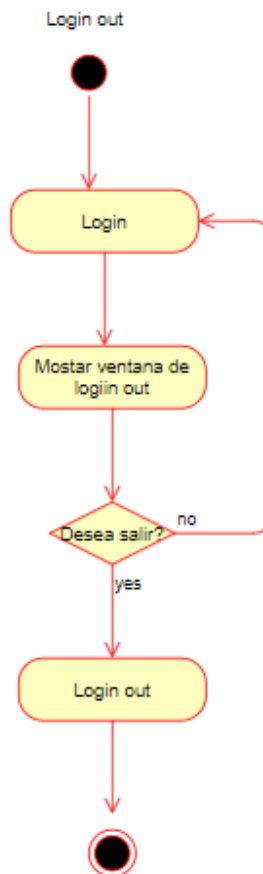 Login out
Login
Mostar ventana de
logiin out
Desea salir?
no
yes
Login out